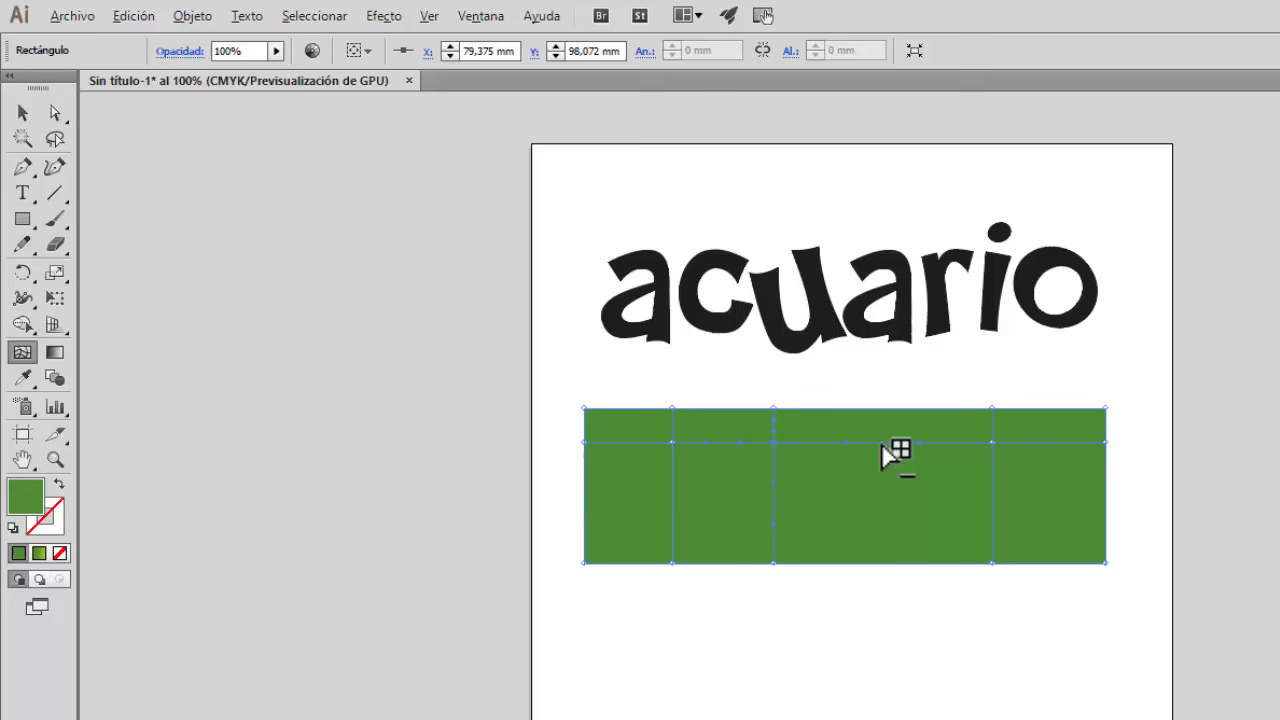 Ai Archivo Edición Objeto Texto Seleccionar Efecto Ver Ventana Ayuda Br St
Rectángulo Opacidad: 100% X: 79,375 mm Y: 98,072 mm An.: 0 mm Al.: 0 mm
Sin título-1* al 100% (CMYK/Previsualización de GPU) ×
acuario